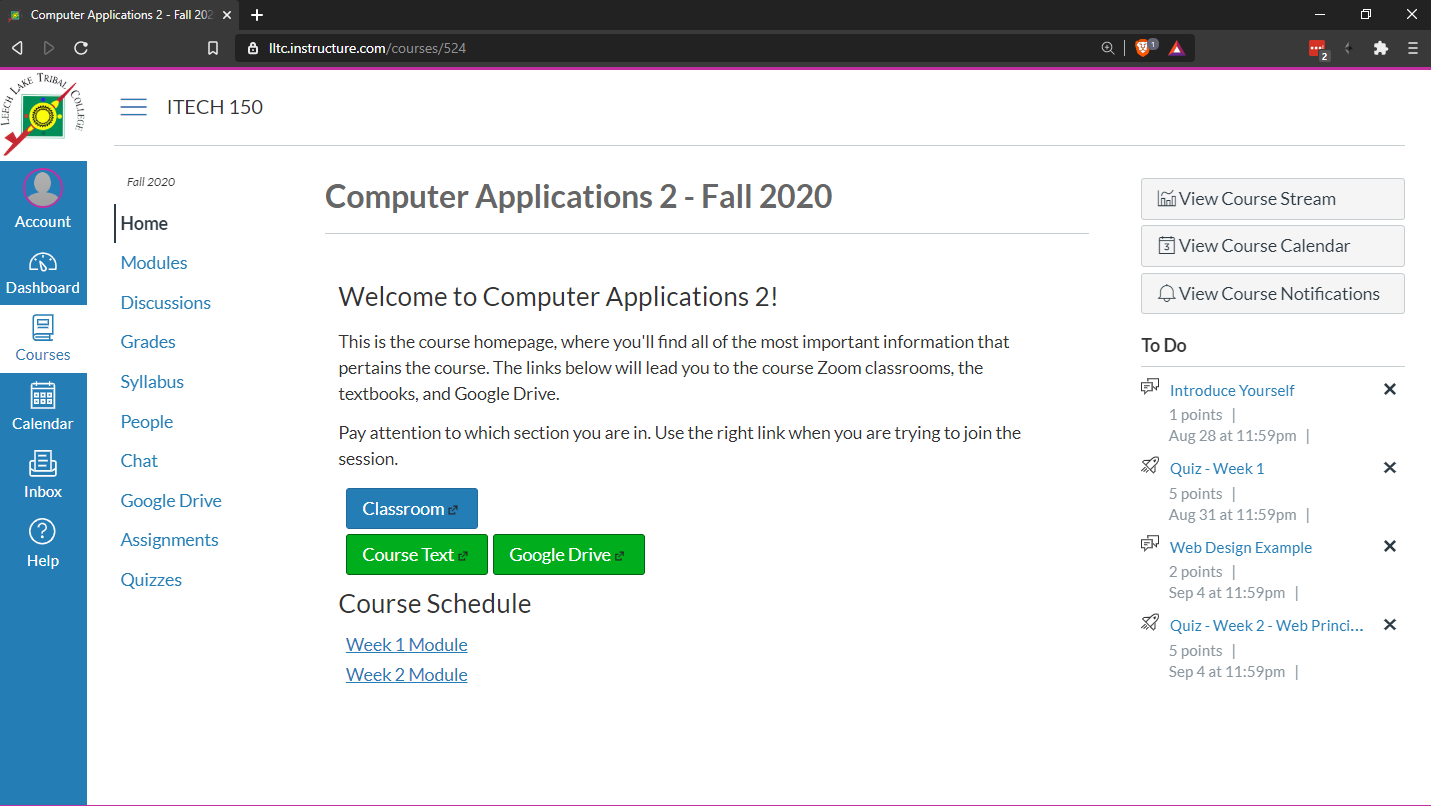 Computer Applications 2 - Fall 202
lltc.instructure.com/courses/524
1
2
LEECH LAKE TRIBAL COLLEGE
ITECH 150
Account
Dashboard
Courses
Calendar
Inbox
Help
Fall 2020
Home
Modules
Discussions
Grades
Syllabus
People
Chat
Google Drive
Assignments
Quizzes
Computer Applications 2 - Fall 2020
Welcome to Computer Applications 2!
This is the course homepage, where you'll find all of the most important information that
pertains the course. The links below will lead you to the course Zoom classrooms, the
textbooks, and Google Drive.
Pay attention to which section you are in. Use the right link when you are trying to join the
session.
Classroom
Course Text Google Drive
Course Schedule
Week 1 Module
Week 2 Module
View Course Stream
3 View Course Calendar
View Course Notifications
To Do
Introduce Yourself
1 points |
Aug 28 at 11:59pm |
Quiz - Week 1
5 points |
Aug 31 at 11:59pm |
Web Design Example
2 points |
Sep 4 at 11:59pm |
Quiz - Week 2 - Web Princi...
5 points |
Sep 4 at 11:59pm |